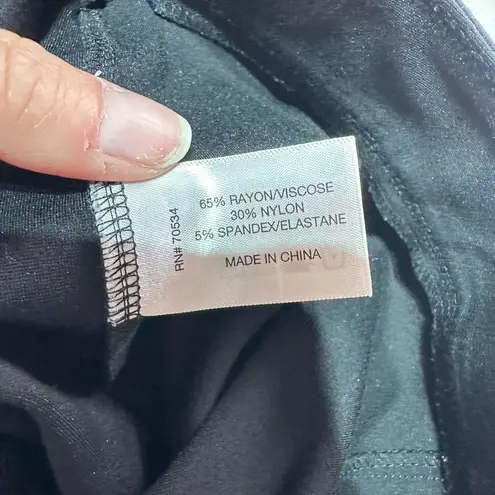 65% RAYON/VISCOSE
30% NYLON
5% SPANDEX/ELASTANE
MADE IN CHINA
RN# 70534